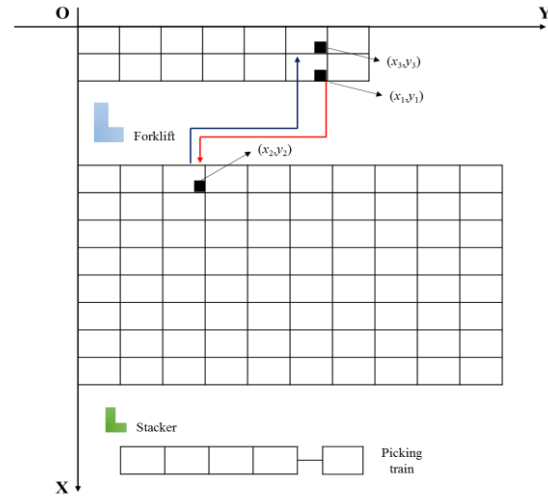 O
Y
(x3,y3)
(x1,y1)
Forklift
(x2,y2)
Stacker
Picking
train
X